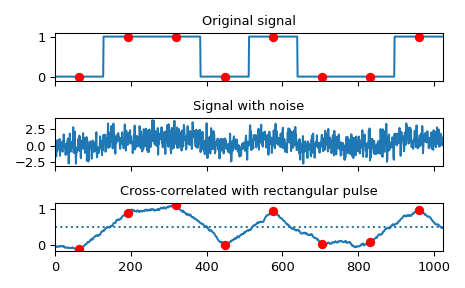 Original signal
1
0
Signal with noise
2.5
0.0
−2.5
Cross-correlated with rectangular pulse
1
0
0 200 400 600 800 1000